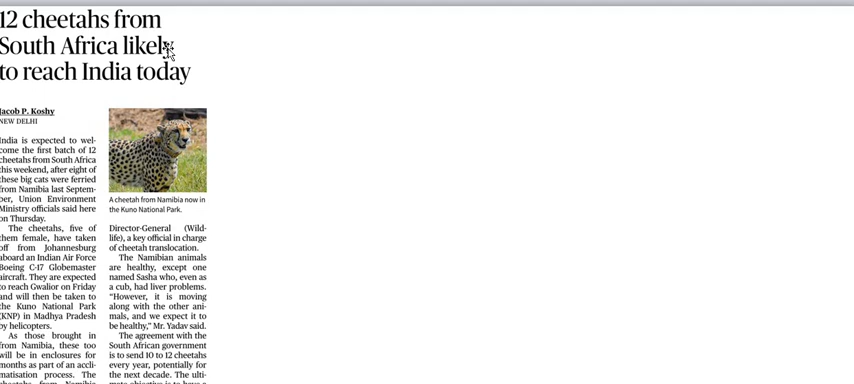 12 cheetahs from
South Africa likely
to reach India today
Jacob P. Koshy
NEW DELHI
India is expected to wel-
come the first batch of 12
cheetahs from South Africa
this weekend, after eight of
these big cats were ferried
from Namibia last Septem-
ber, Union Environment
Ministry officials said here
on Thursday.
The cheetahs, five of
them female, have taken
off from Johannesburg
aboard an Indian Air Force
Boeing C-17 Globemaster
aircraft. They are expected
to reach Gwalior on Friday
and will then be taken to
the Kuno National Park
(KNP) in Madhya Pradesh
by helicopters.
As those brought in
from Namibia, these too
will be in enclosures for
months as part of an accli-
matisation process. The
cheetahs from Namibia
A cheetah from Namibia now in
the Kuno National Park.
Director-General (Wild-
life), a key official in charge
of cheetah translocation.
The Namibian animals
are healthy, except one
named Sasha who, even as
a cub, had liver problems.
“However, it is moving
along with the other ani-
mals, and we expect it to
be healthy,” Mr. Yadav said.
The agreement with the
South African government
is to send 10 to 12 cheetahs
every year, potentially for
the next decade. The ulti-
mate objective is to have a